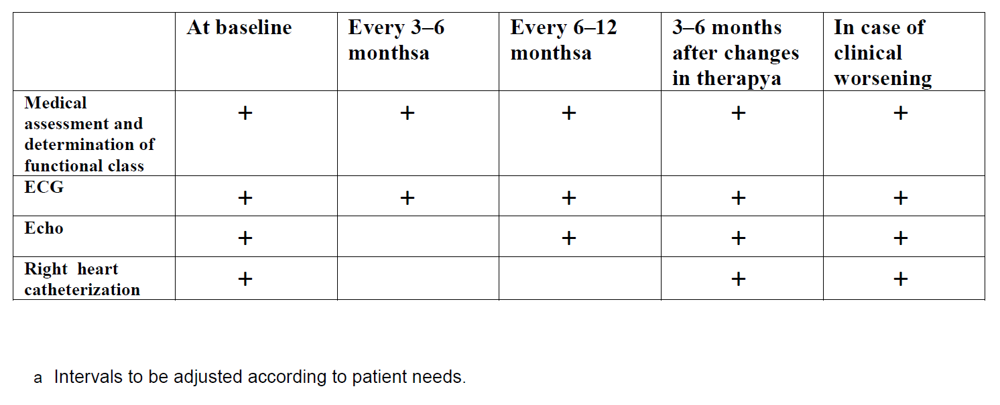 At baseline
Every 3–6
monthsa
Every 6–12
monthsa
3–6 months
after changes
in therapya
In case of
clinical
worsening
Medical
assessment and
determination of
functional class
+ + + + +
ECG
+ + + + +
Echo
+ + + +
Right heart
catheterization
+ + +
a Intervals to be adjusted according to patient needs.